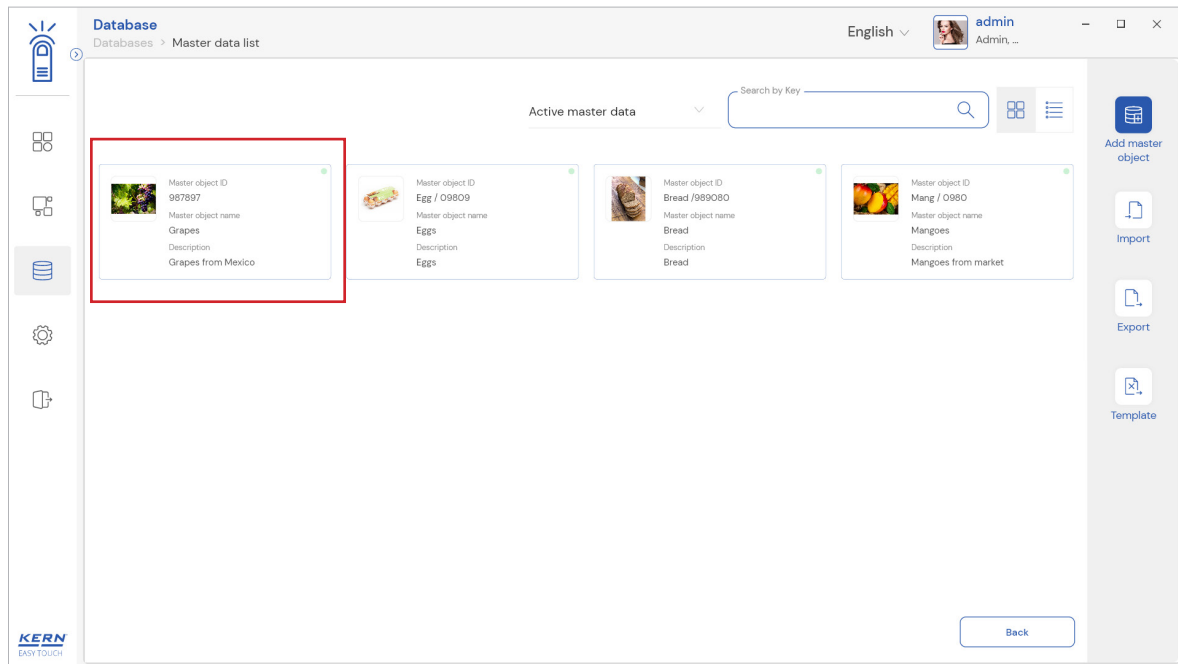 Database
Databases > Master data list
English
admin
Admin, ...
Active master data
Search by Key
Add master
object
Import
Export
Template
Master object ID
987897
Master object name
Grapes
Description
Grapes from Mexico
Master object ID
Egg / 09809
Master object name
Eggs
Description
Eggs
Master object ID
Bread /989080
Master object name
Bread
Description
Bread
Master object ID
Mang / 0980
Master object name
Mangoes
Description
Mangoes from market
Back
KERN
EASY TOUCH